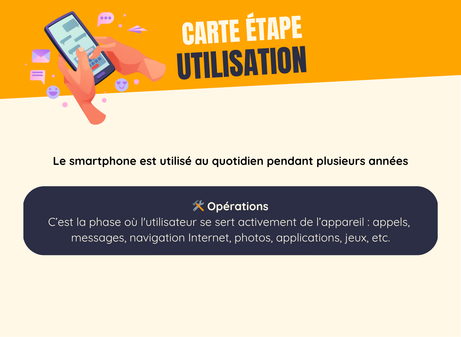 CARTE ÉTAPE
UTILISATION
Le smartphone est utilisé au quotidien pendant plusieurs années
🛠️ Opérations
C’est la phase où l'utilisateur se sert activement de l’appareil : appels,
messages, navigation Internet, photos, applications, jeux, etc.